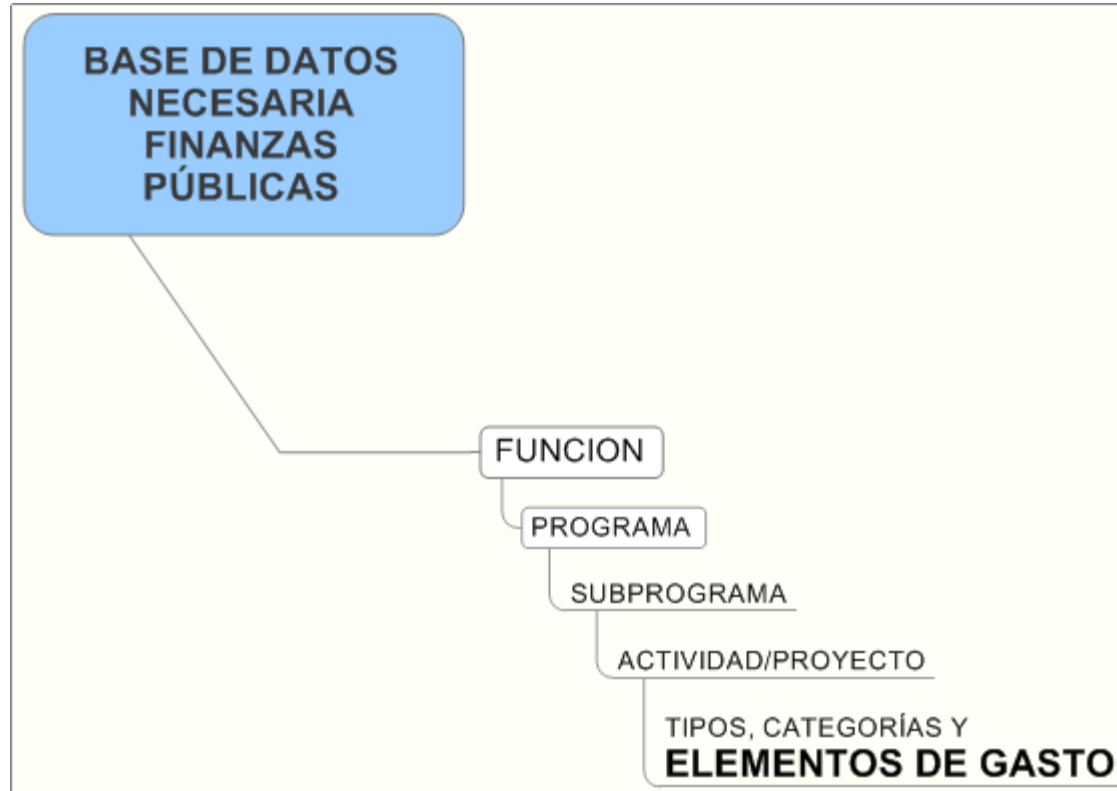 BASE DE DATOS
NECESARIA
FINANZAS
PÚBLICAS
FUNCION
PROGRAMA
SUBPROGRAMA
ACTIVIDAD/PROYECTO
TIPOS, CATEGORÍAS Y
ELEMENTOS DE GASTO